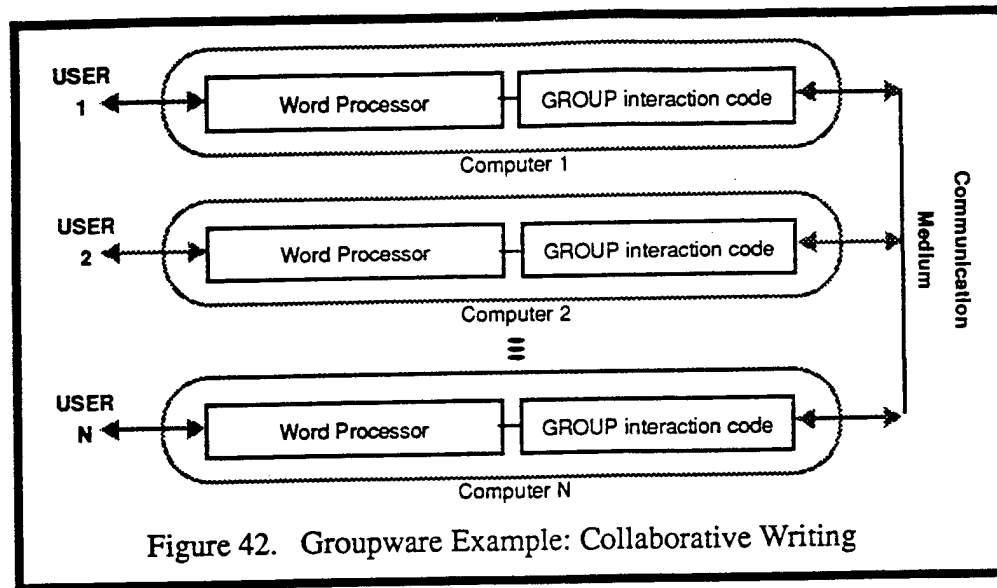 USER
1
Word Processor
GROUP interaction code
Computer 1
USER
2
Word Processor
GROUP interaction code
Computer 2
USER
N
Word Processor
GROUP interaction code
Computer N
Communication
Medium
Figure 42. Groupware Example: Collaborative Writing